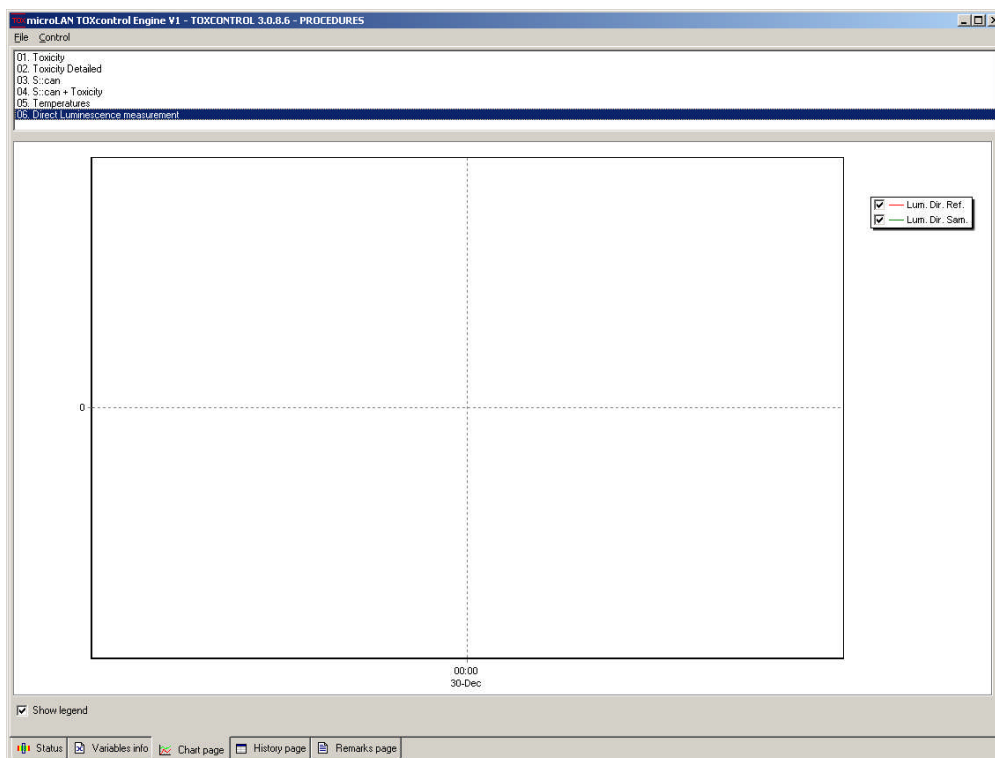 TOX microLAN TOXcontrol Engine V1 - TOXCONTROL 3.0.8.6 - PROCEDURES
File Control
01. Toxicity
02. Toxicity Detailed
03. S::can
04. S::can + Toxicity
05. Temperatures
06. Direct Luminescence measurement
Lum. Dir. Ref.
Lum. Dir. Sam.
0
00:00
30-Dec
Show legend
Status Variables info Chart page History page Remarks page